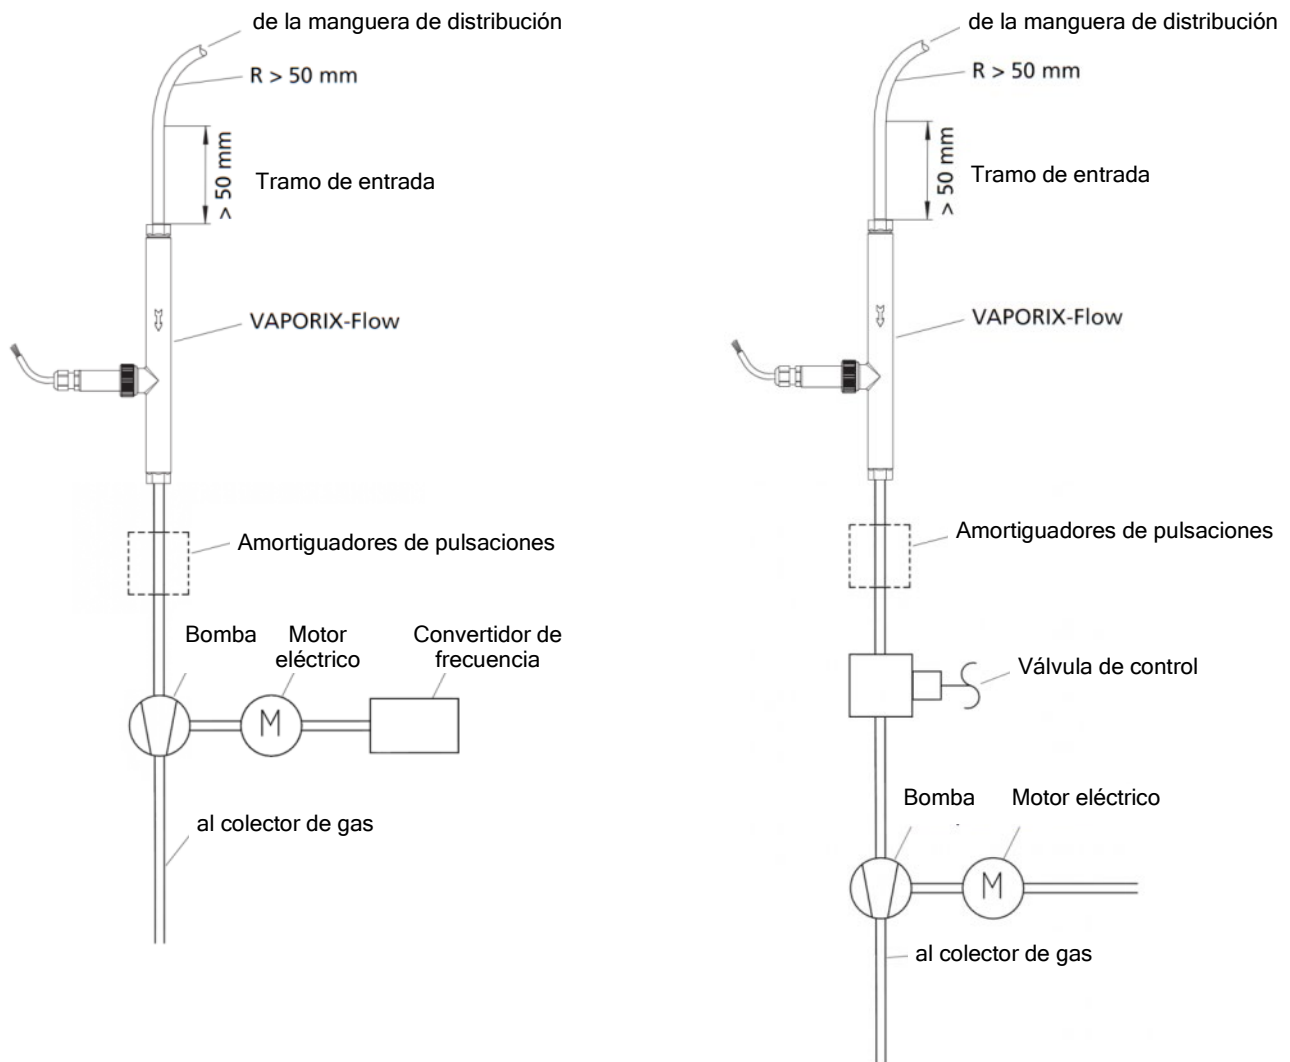 de la manguera de distribución
R > 50 mm
> 50 mm
Tramo de entrada
VAPORIX-Flow
Amortiguadores de pulsaciones
Bomba
Motor
eléctrico
Convertidor de
frecuencia
M
al colector de gas
de la manguera de distribución
R > 50 mm
> 50 mm
Tramo de entrada
VAPORIX-Flow
Amortiguadores de pulsaciones
Válvula de control
Bomba
Motor eléctrico
M
al colector de gas